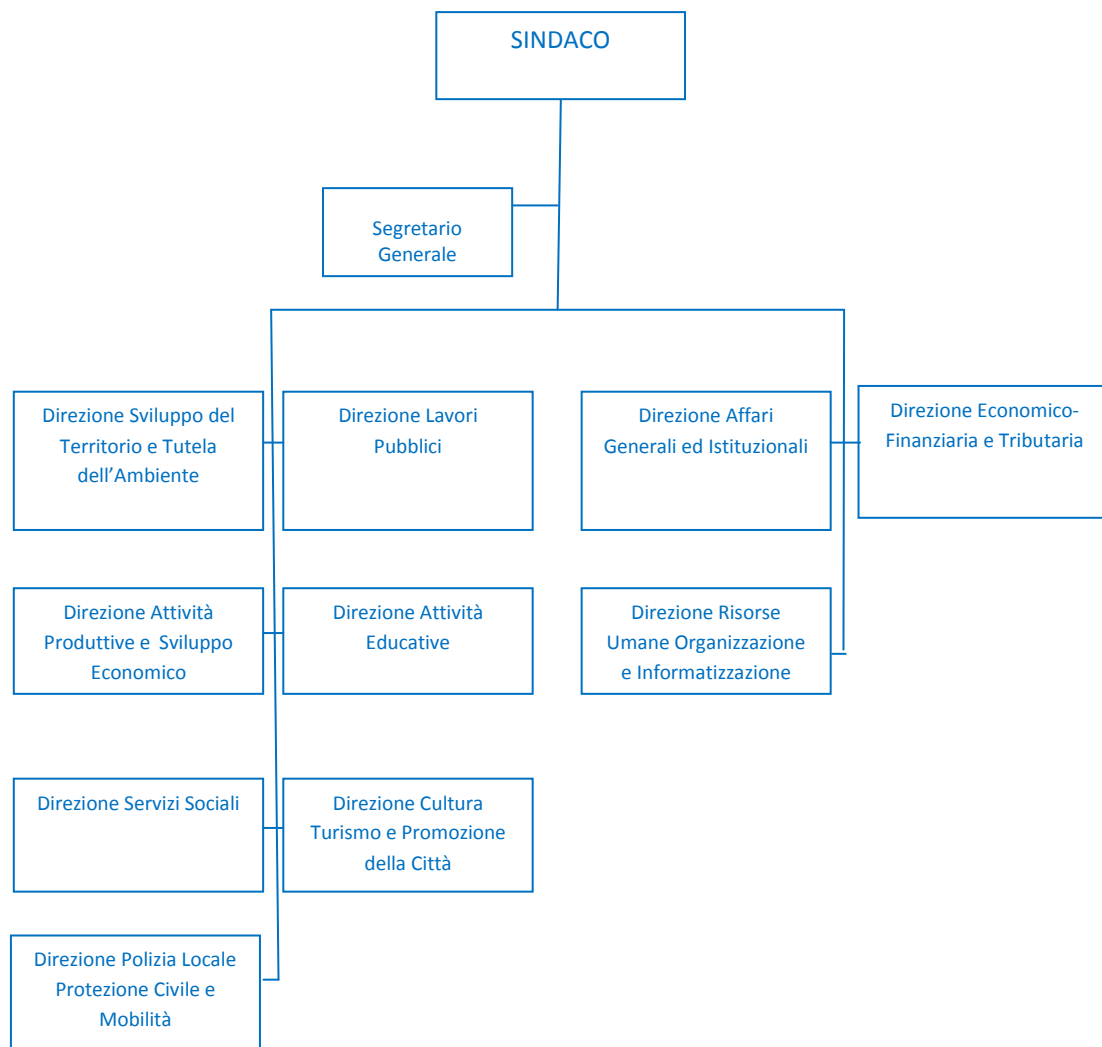 SINDACO
Segretario
Generale
Direzione Sviluppo del
Territorio e Tutela
dell’Ambiente
Direzione Lavori
Pubblici
Direzione Affari
Generali ed Istituzionali
Direzione Economico-
Finanziaria e Tributaria
Direzione Attività
Produttive e Sviluppo
Economico
Direzione Attività
Educative
Direzione Risorse
Umane Organizzazione
e Informatizzazione
Direzione Servizi Sociali
Direzione Cultura
Turismo e Promozione
della Città
Direzione Polizia Locale
Protezione Civile e
Mobilità